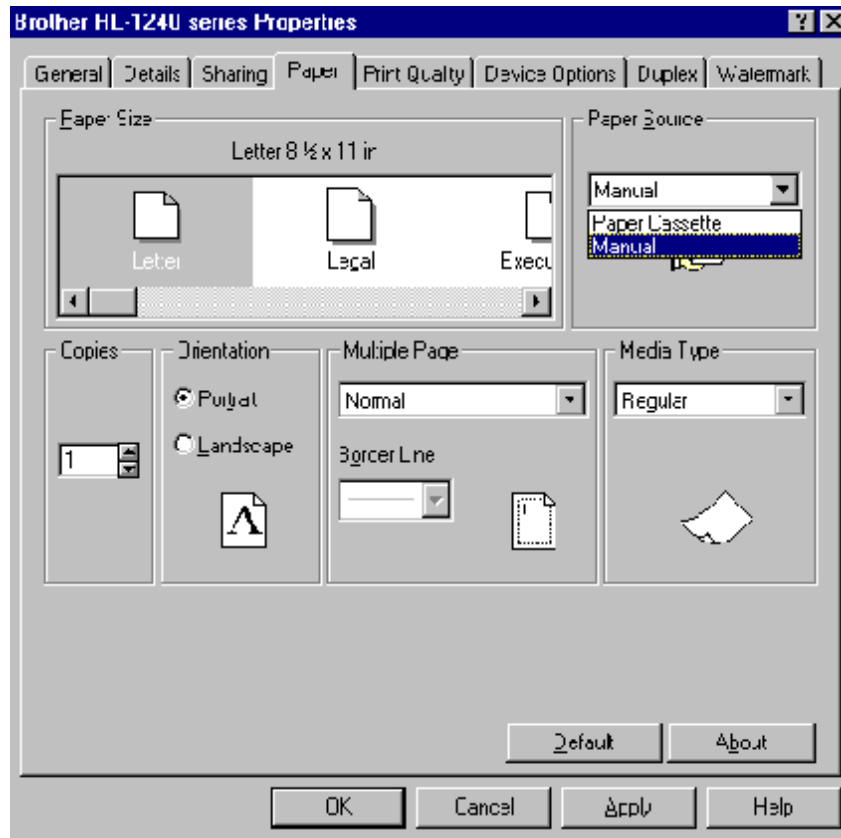 Brother HL-1240 series Properties
General Details Sharing Paper Print Quality Device Options Duplex Watermark
Paper Size
Letter 8 ½ x 11 in
Letter Legal Execu
Paper Source
Manual
Paper Cassette
Manual
Copies
1
Orientation
Portrait
Landscape
A
Multiple Page
Normal
Border Line
Media Type
Regular
Default About
OK Cancel Apply Help